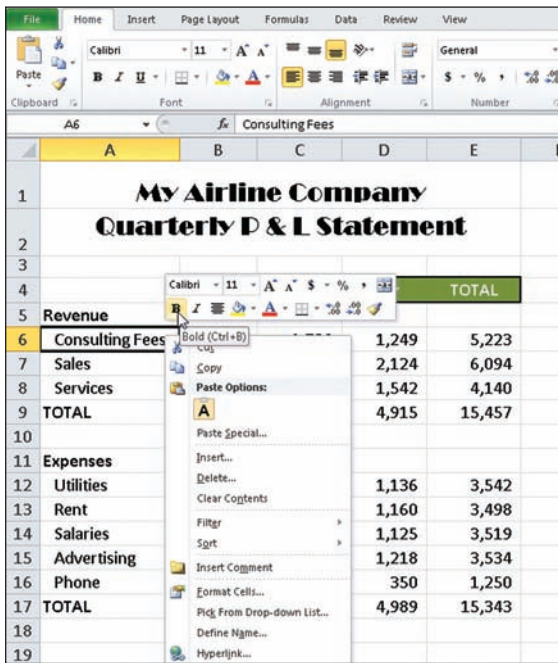 File Home Insert Page Layout Formulas Data Review View
Calibri 11 A A General
Paste B I U A $ % ,
Clipboard Font Alignment Number
A6 fx Consulting Fees
A B C D E
1 My Airline Company
2 Quarterly P & L Statement
3
Calibri 11 A A $ % ,
4 TOTAL
B I A
5 Revenue
Bold (Ctrl+B)
6 Consulting Fees 1,249 5,223
Cut
7 Sales 2,124 6,094
Copy
8 Services 1,542 4,140
Paste Options:
9 TOTAL 4,915 15,457
A
10
Paste Special...
11 Expenses
Insert...
12 Utilities 1,136 3,542
Delete...
Clear Contents
13 Rent 1,160 3,498
Filter
14 Salaries 1,125 3,519
Sort
15 Advertising 1,218 3,534
Insert Comment
16 Phone 350 1,250
Format Cells...
17 TOTAL 4,989 15,343
Pick From Drop-down List...
18
Define Name...
19
Hyperlink...